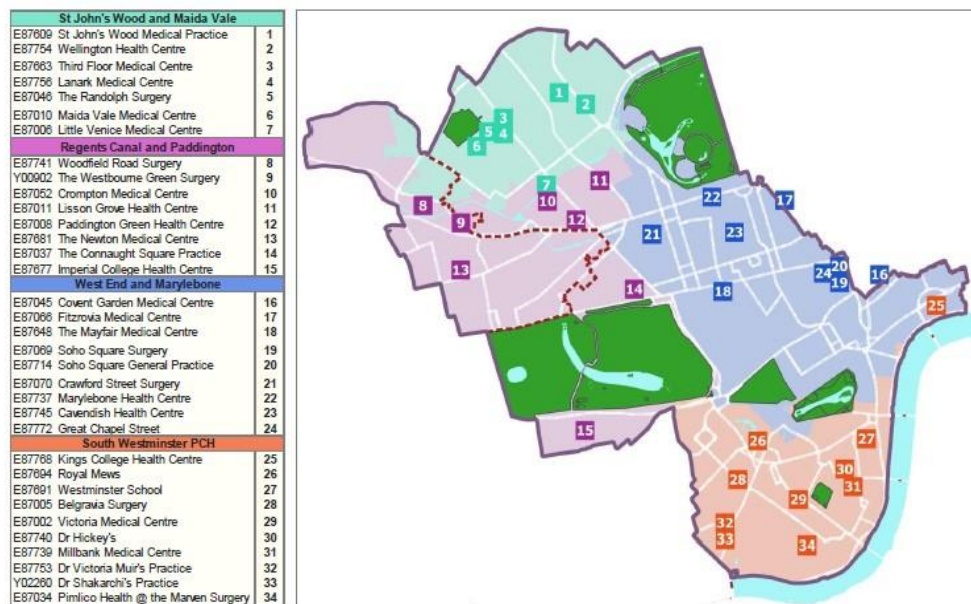 St John's Wood and Maida Vale
E87609 St John's Wood Medical Practice 1
E87754 Wellington Health Centre 2
E87663 Third Floor Medical Centre 3
E87756 Lanark Medical Centre 4
E87046 The Randolph Surgery 5
E87010 Maida Vale Medical Centre 6
E87006 Little Venice Medical Centre 7
Regents Canal and Paddington
E87741 Woodfield Road Surgery 8
Y00902 The Westbourne Green Surgery 9
E87052 Crompton Medical Centre 10
E87011 Lisson Grove Health Centre 11
E87008 Paddington Green Health Centre 12
E87681 The Newton Medical Centre 13
E87037 The Connaught Square Practice 14
E87677 Imperial College Health Centre 15
West End and Marylebone
E87045 Covent Garden Medical Centre 16
E87066 Fitzrovia Medical Centre 17
E87648 The Mayfair Medical Centre 18
E87069 Soho Square Surgery 19
E87714 Soho Square General Practice 20
E87070 Crawford Street Surgery 21
E87737 Marylebone Health Centre 22
E87745 Cavendish Health Centre 23
E87772 Great Chapel Street 24
South Westminster PCH
E87768 Kings College Health Centre 25
E87694 Royal Mews 26
E87691 Westminster School 27
E87005 Belgravia Surgery 28
E87002 Victoria Medical Centre 29
E87740 Dr Hickey's 30
E87739 Millbank Medical Centre 31
E87753 Dr Victoria Muir's Practice 32
Y02260 Dr Shakarchi's Practice 33
E87034 Pimlico Health @ the Marven Surgery 34
1
2
3
5 4
6
7
11
10
8
9
12
13
14
15
22
17
21
23
20
24
19
16
18
25
26
27
30
28
31
29
32
33
34